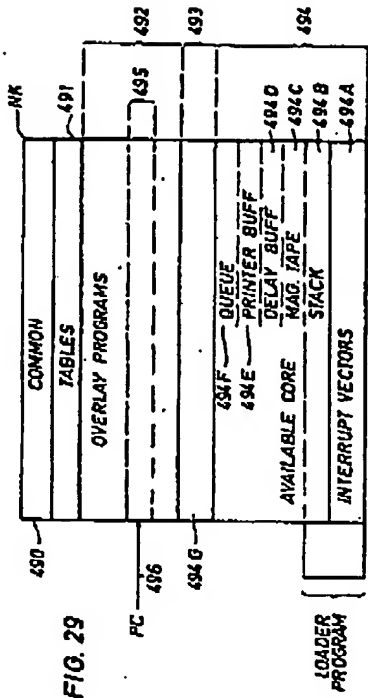 FIG. 29
NK
490
COMMON
TABLES
491
OVERLAY PROGRAMS
492
495
PC
496
493
494G
494
494F QUEUE
494E PRINTER BUFF
DELAY BUFF 494D
MAG. TAPE 494C
AVAILABLE CORE
STACK 494B
INTERRUPT VECTORS 494A
LOADER
PROGRAM